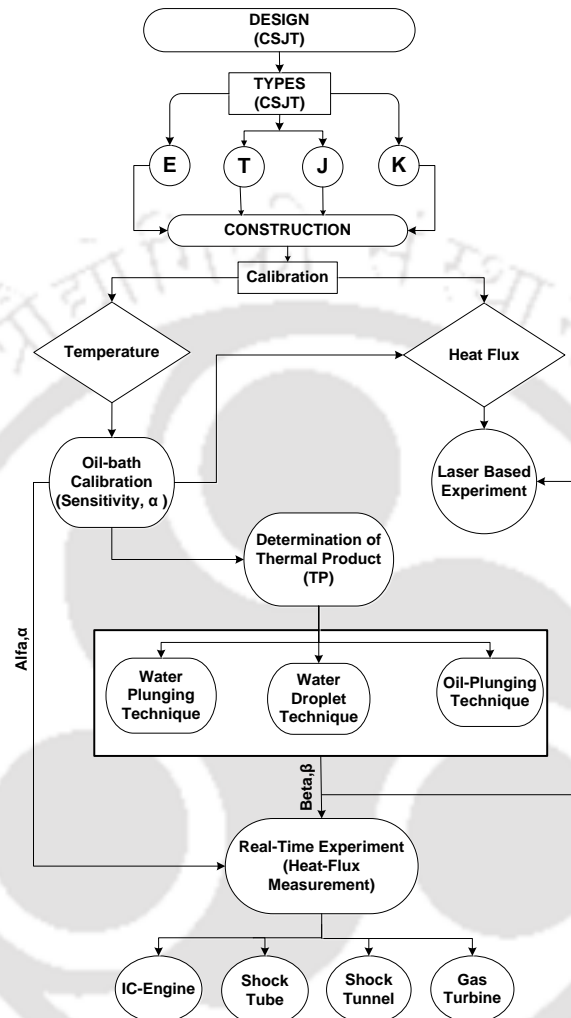 DESIGN
(CSJT)
TYPES
(CSJT)
E
T
J
K
CONSTRUCTION
Calibration
Temperature
Heat Flux
Oil-bath
Calibration
(Sensitivity, α )
Laser Based
Experiment
Determination of
Thermal Product
(TP)
Alfa,α
Water
Plunging
Technique
Water
Droplet
Technique
Oil-Plunging
Technique
Beta,β
Real-Time Experiment
(Heat-Flux
Measurement)
IC-Engine
Shock
Tube
Shock
Tunnel
Gas
Turbine